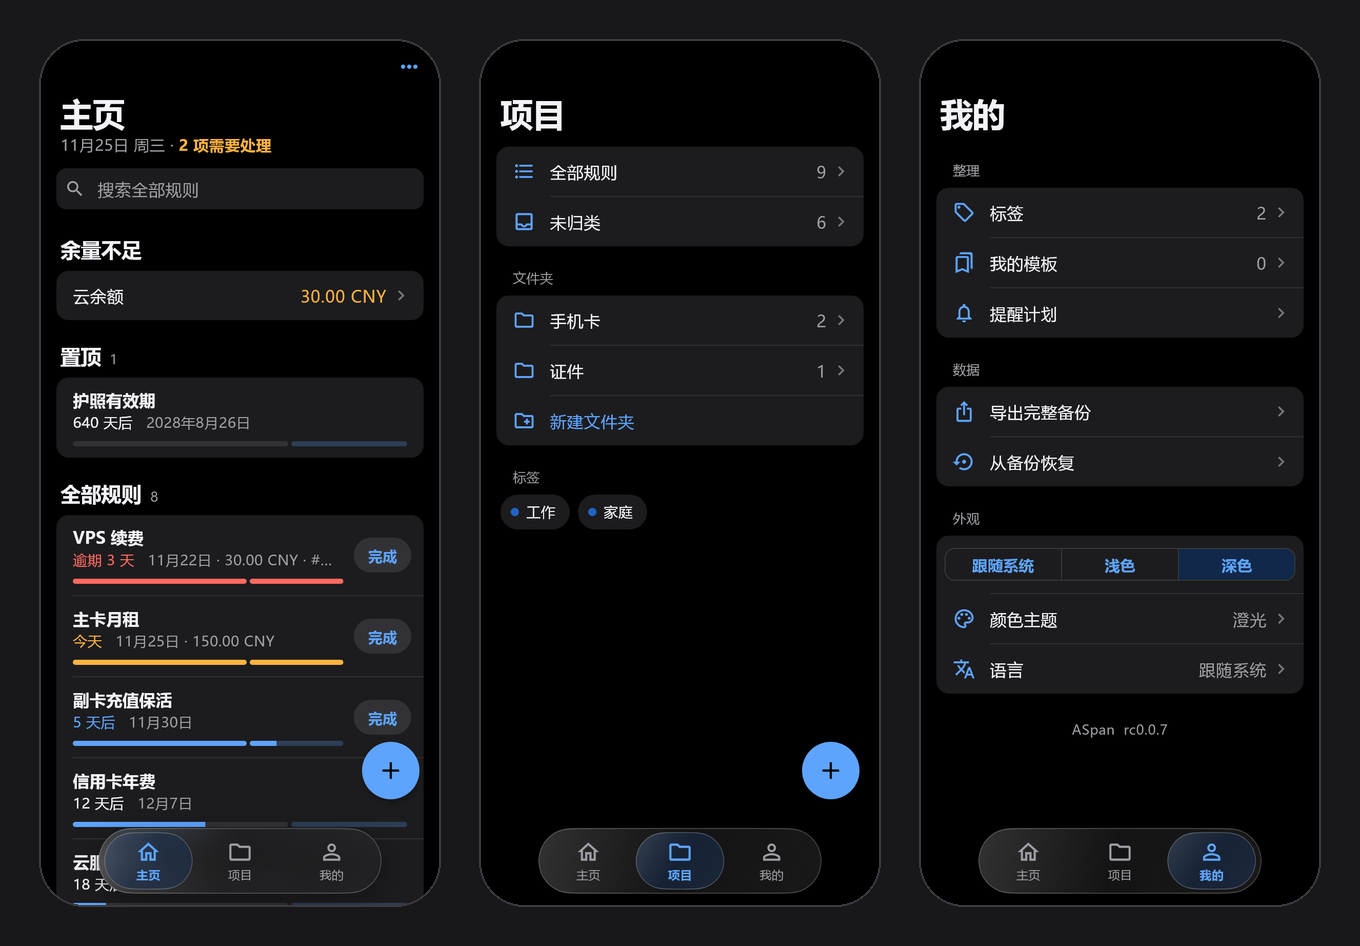 主页
11月25日 周三 · 2 项需要处理
搜索全部规则
余量不足
云余额 30.00 CNY
置顶 1
护照有效期
640 天后 2028年8月26日
全部规则 8
VPS 续费
逾期 3 天 11月22日 · 30.00 CNY · #...
完成
主卡月租
今天 11月25日 · 150.00 CNY
完成
副卡充值保活
5 天后 11月30日
完成
信用卡年费
12 天后 12月7日
18 天
主页 项目 我的
项目
全部规则 9
未归类 6
文件夹
手机卡 2
证件 1
新建文件夹
标签
工作 家庭
主页 项目 我的
我的
整理
标签 2
我的模板 0
提醒计划
数据
导出完整备份
从备份恢复
外观
跟随系统 浅色 深色
颜色主题 澄光
语言 跟随系统
ASpan rc0.0.7
主页 项目 我的